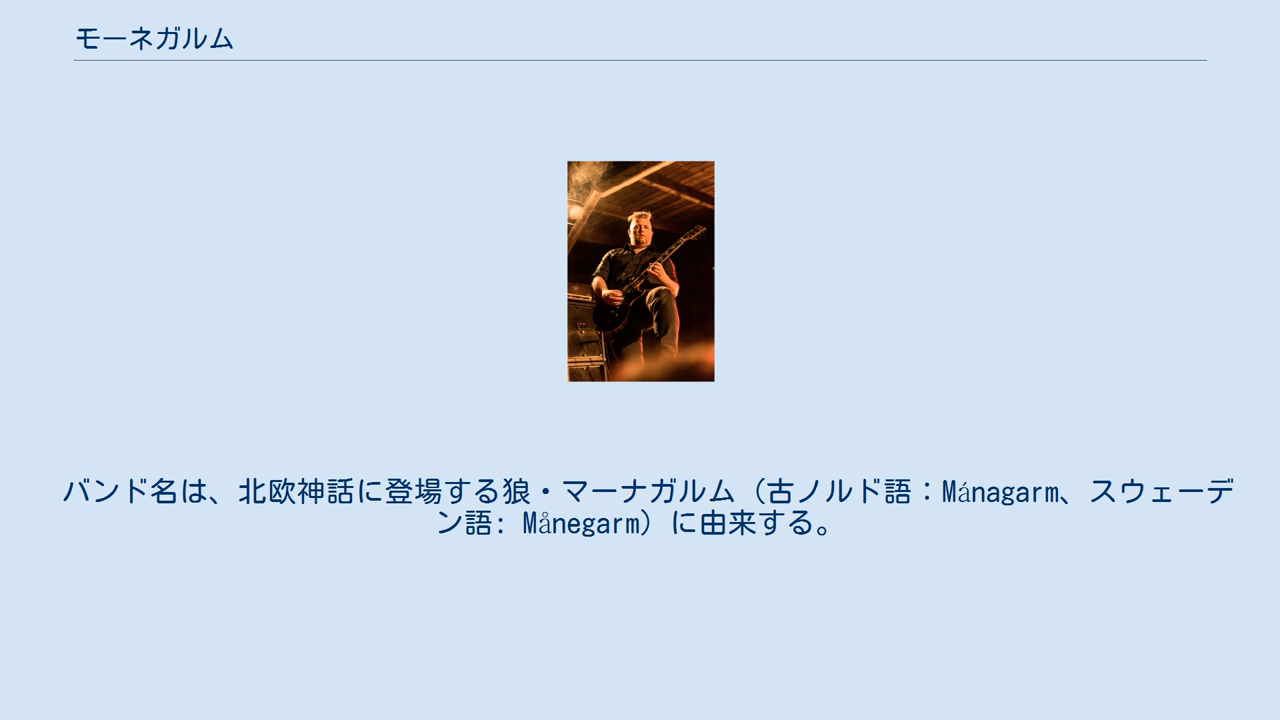 モーネガルム
バンド名は、北欧神話に登場する狼・マーナガルム（古ノルド語：Mánagarm、スウェーデ
ン語: Månegarm）に由来する。